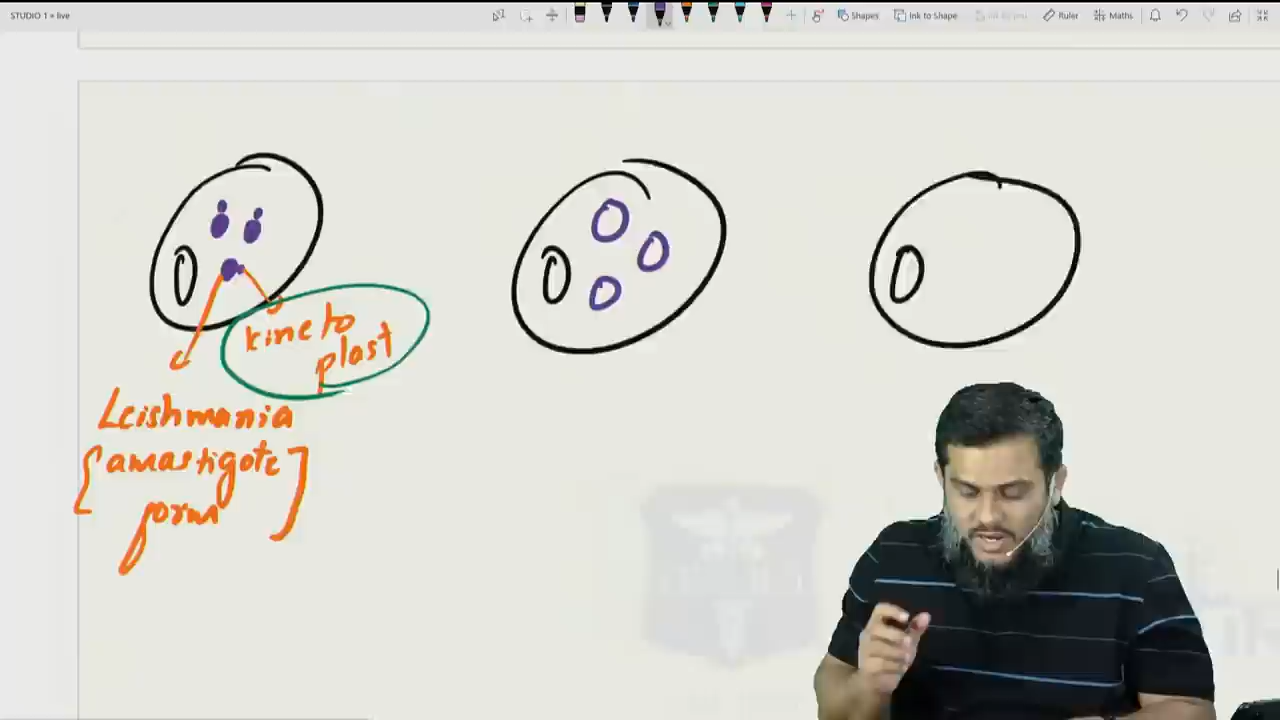 STUDIO 1 • live
Shapes
Ink to Shape
Ruler
Maths
kineto
plast
Leishmania
[amastigote
form]